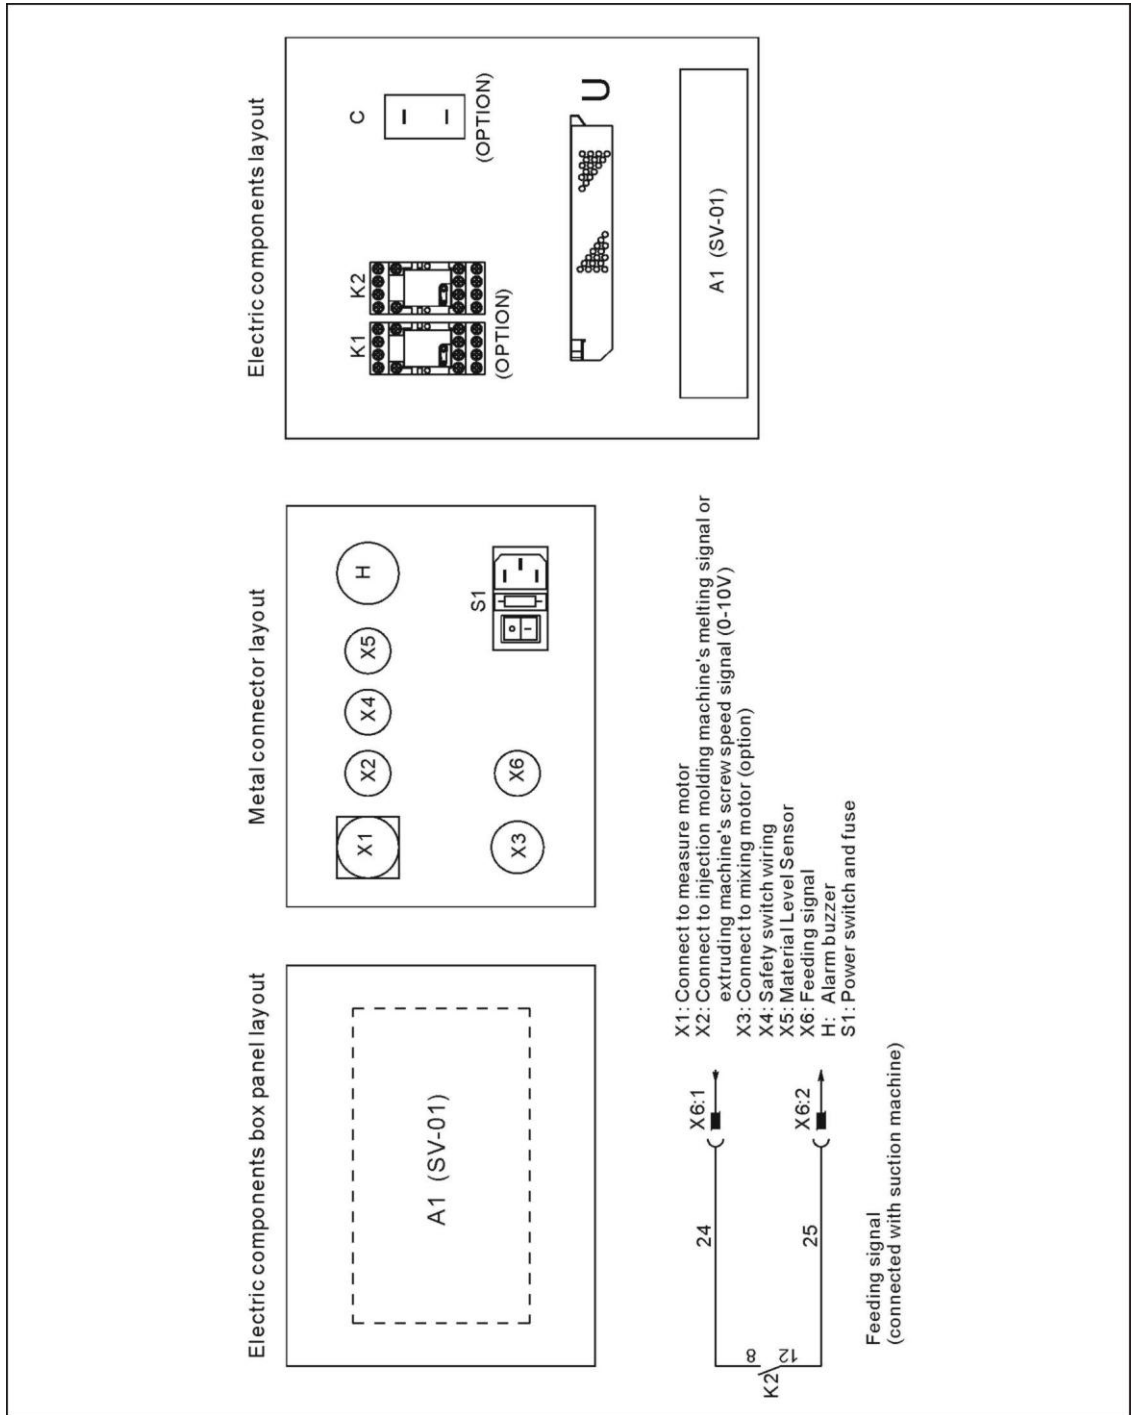 Electric components box panel layout
A1 (SV-01)
Metal connector layout
X1
X2
X4
X5
H
X3
X6
S1
Electric components layout
K1
K2
C
(OPTION)
(OPTION)
U
A1 (SV-01)
K2
8
12
24
25
X6:1
X6:2
Feeding signal
(connected with suction machine)
X1: Connect to measure motor
X2: Connect to injection molding machine's melting signal or
extruding machine's screw speed signal (0-10V)
X3: Connect to mixing motor (option)
X4: Safety switch wiring
X5: Material Level Sensor
X6: Feeding signal
H: Alarm buzzer
S1: Power switch and fuse